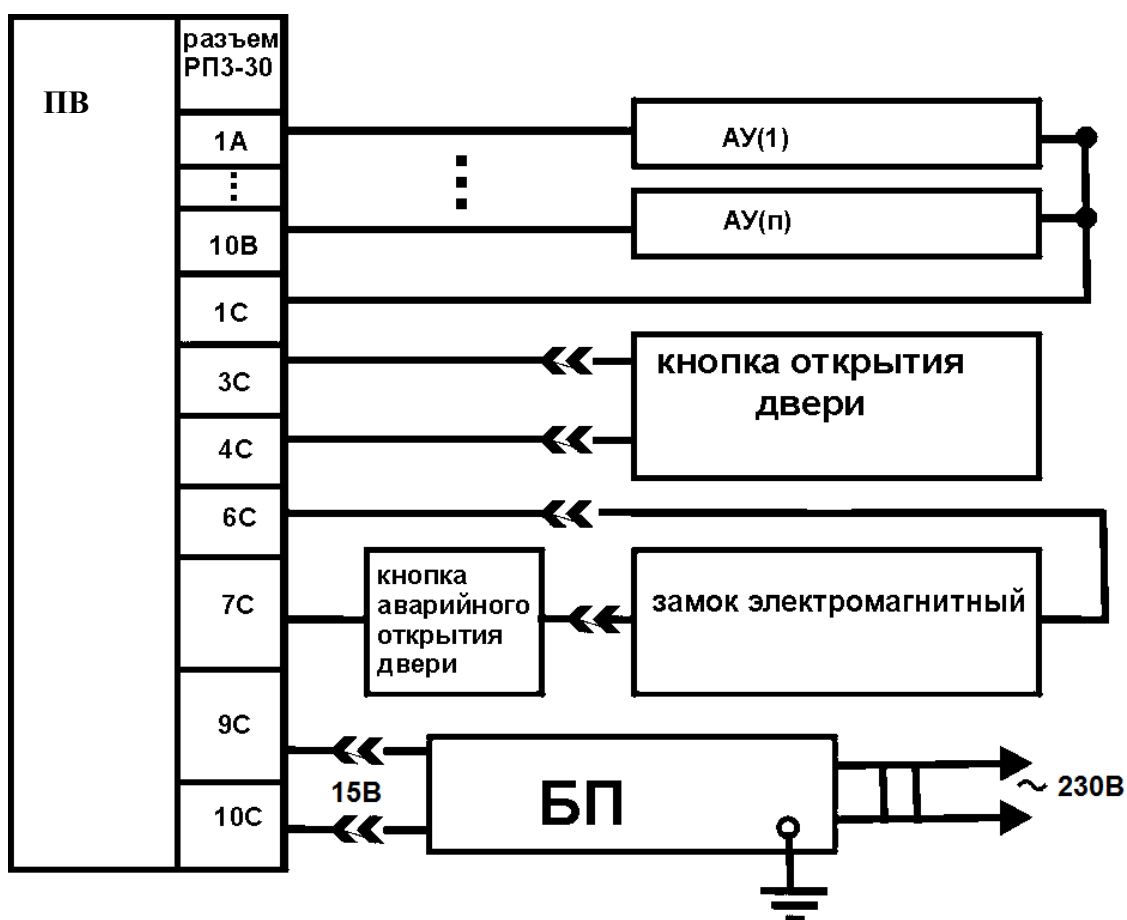 разъем
РП3-30
ПВ
1А
АУ(1)
10В
АУ(п)
1С
3С
кнопка открытия
двери
4С
6С
7С
кнопка
аварийного
открытия
двери
замок электромагнитный
9С
15В
БП
~ 230В
10С